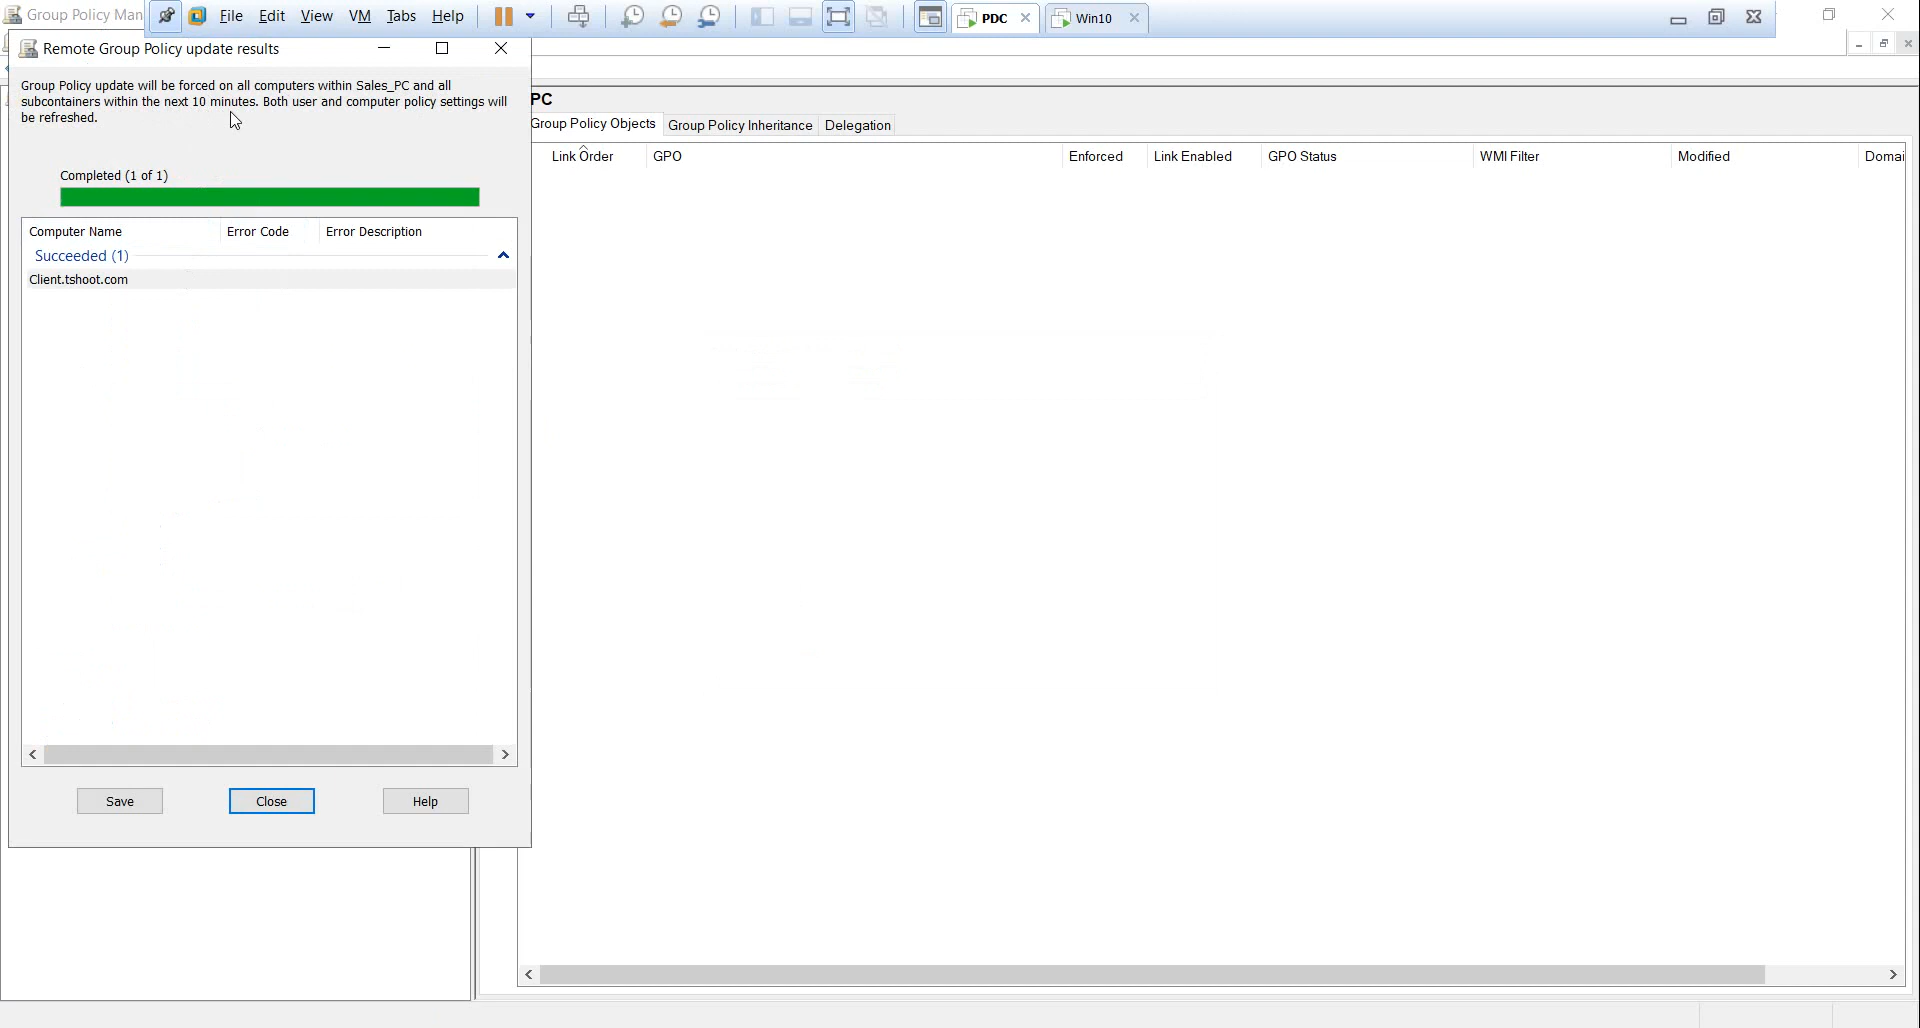 Group Policy Man
File Edit View VM Tabs Help
PDC
Win10
Remote Group Policy update results
Group Policy update will be forced on all computers within Sales_PC and all
subcontainers within the next 10 minutes. Both user and computer policy settings will
be refreshed.
Completed (1 of 1)
Computer Name Error Code Error Description
Succeeded (1)
Client.tshoot.com
Save Close Help
PC
Group Policy Objects Group Policy Inheritance Delegation
Link Order GPO Enforced Link Enabled GPO Status WMI Filter Modified Domai